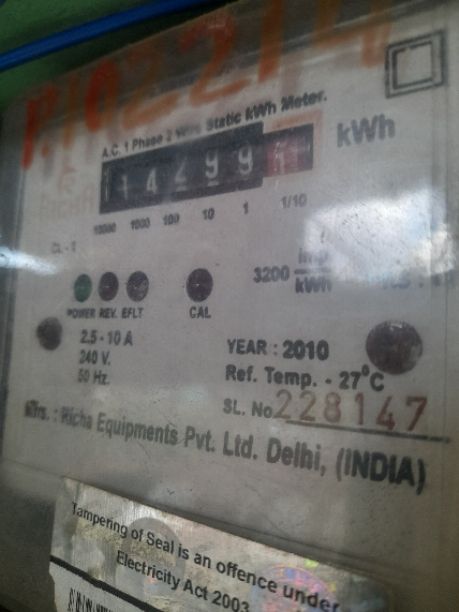 A.C. 1 Phase 2 Wire Static kWh Meter.
kWh
10000 1000 100 10 1 1/10
CL - 1
3200 Imp/kWh
POWER REV. EFLT CAL
2.5 - 10 A
240 V.
50 Hz.
YEAR : 2010
Ref. Temp. - 27°C
SL. No 228147
Mfrs. : Richa Equipments Pvt. Ltd. Delhi, (INDIA)
Tampering of Seal is an offence under
Electricity Act 2003